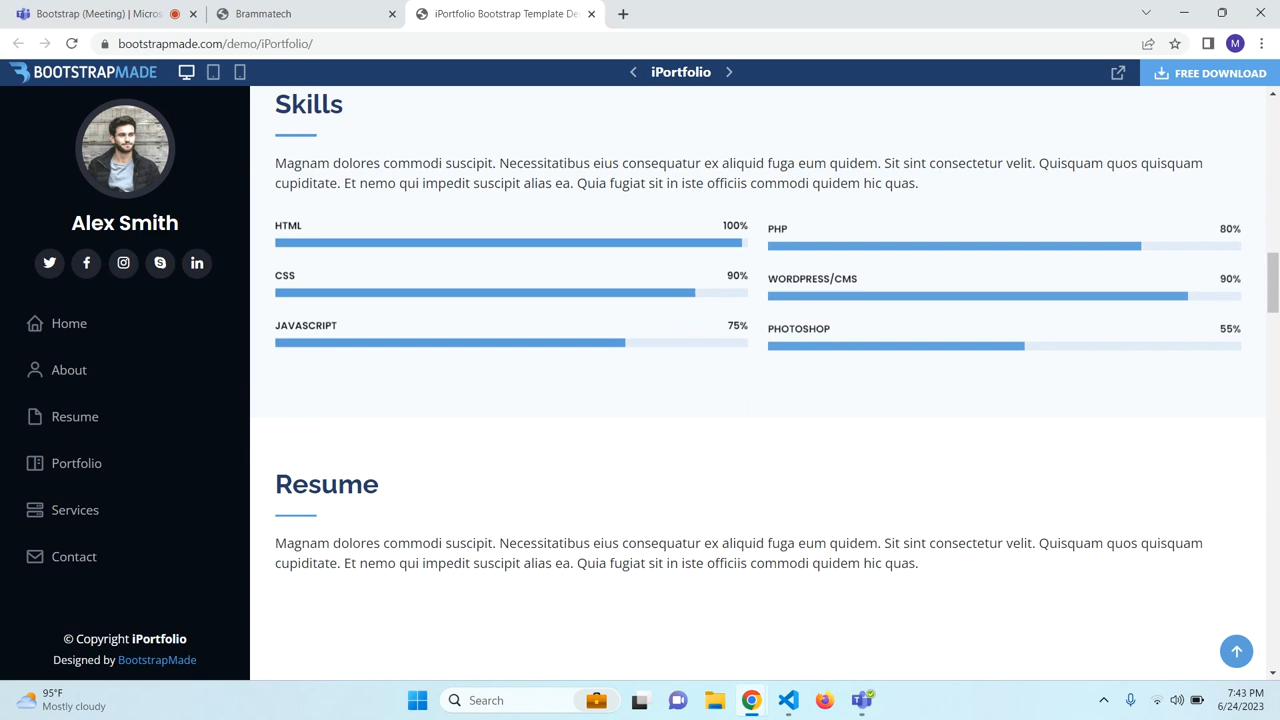 Bootstrap (Meeting) | Micros
Brammatech
iPortfolio Bootstrap Template De
bootstrapmade.com/demo/iPortfolio/
M
BOOTSTRAPMADE
iPortfolio
FREE DOWNLOAD
Alex Smith
Home
About
Resume
Portfolio
Services
Contact
© Copyright iPortfolio
Designed by BootstrapMade
Skills
Magnam dolores commodi suscipit. Necessitatibus eius consequatur ex aliquid fuga eum quidem. Sit sint consectetur velit. Quisquam quos quisquam
cupiditate. Et nemo qui impedit suscipit alias ea. Quia fugiat sit in iste officiis commodi quidem hic quas.
HTML 100%
CSS 90%
JAVASCRIPT 75%
PHP 80%
WORDPRESS/CMS 90%
PHOTOSHOP 55%
Resume
Magnam dolores commodi suscipit. Necessitatibus eius consequatur ex aliquid fuga eum quidem. Sit sint consectetur velit. Quisquam quos quisquam
cupiditate. Et nemo qui impedit suscipit alias ea. Quia fugiat sit in iste officiis commodi quidem hic quas.
95°F
Mostly cloudy
Search
7:43 PM
6/24/2023